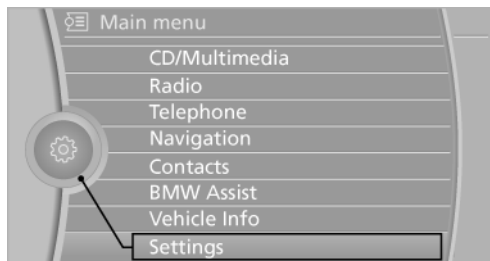 Main menu
CD/Multimedia
Radio
Telephone
Navigation
Contacts
BMW Assist
Vehicle Info
Settings